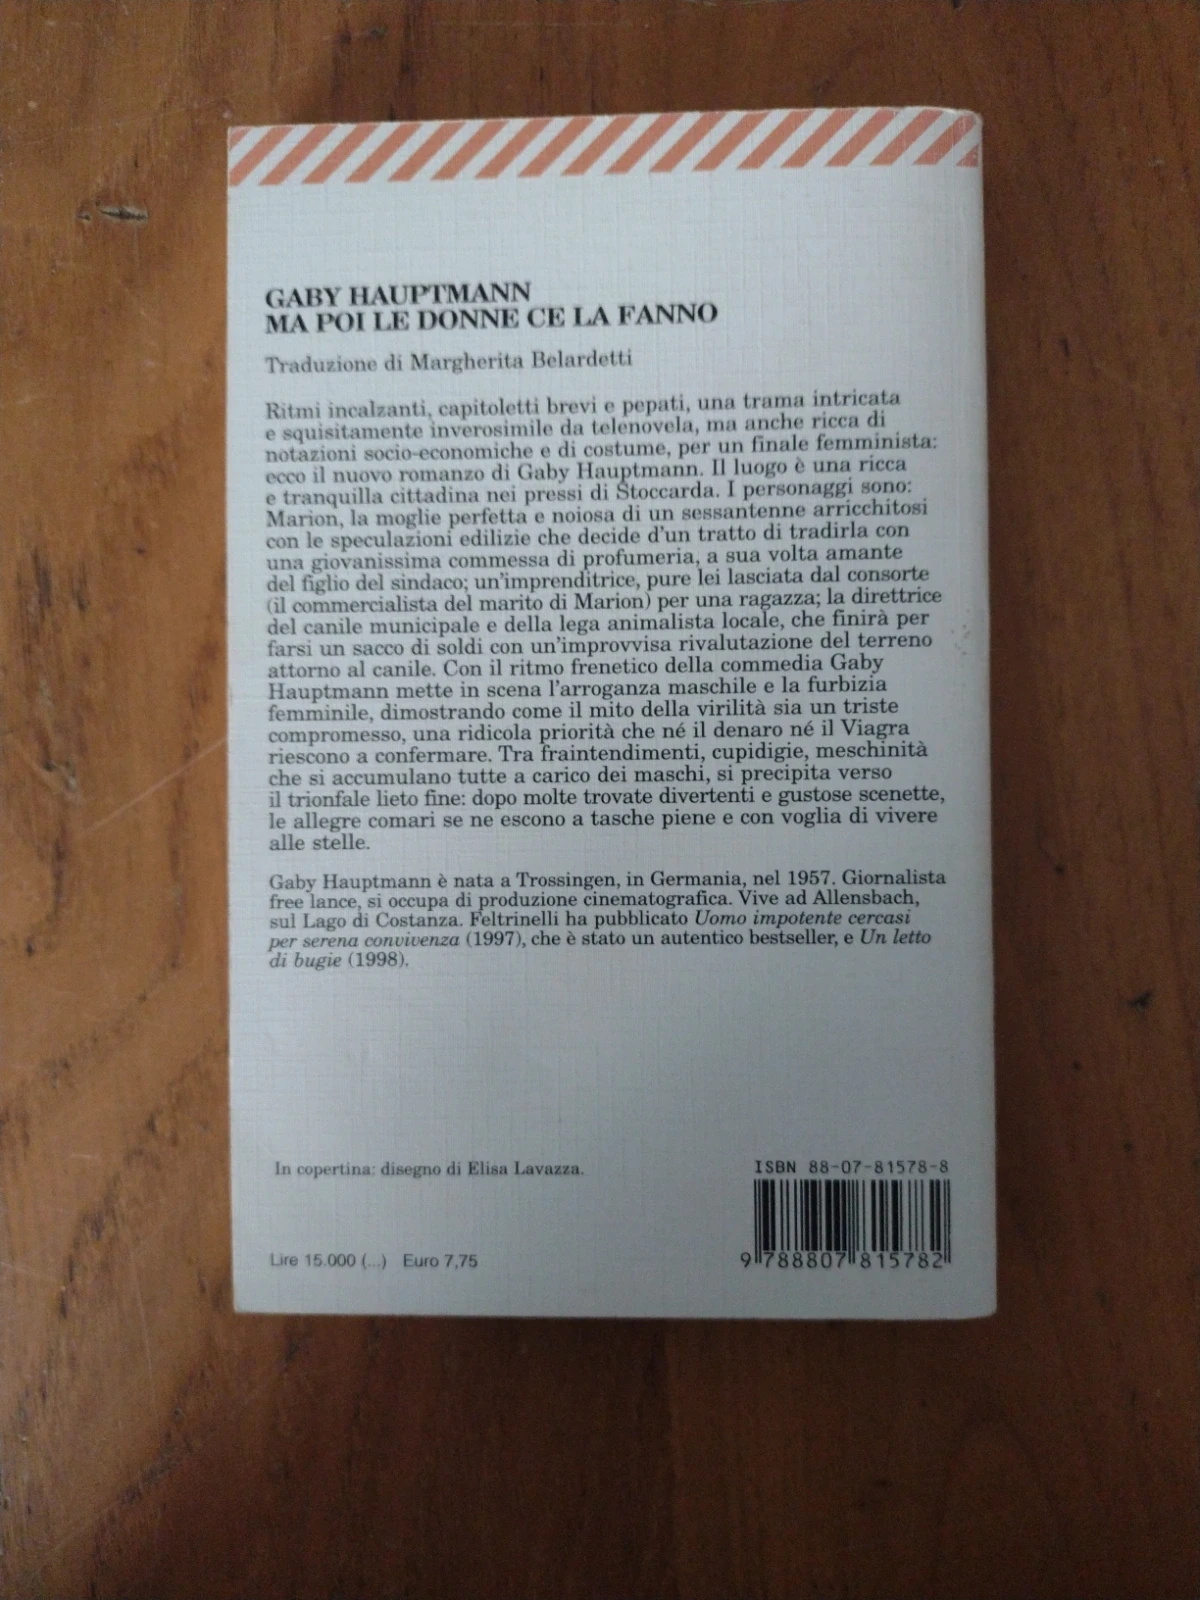 GABY HAUPTMANN
MA POI LE DONNE CE LA FANNO
Traduzione di Margherita Belardetti
Ritmi incalzanti, capitoletti brevi e pepati, una trama intricata
e squisitamente inverosimile da telenovela, ma anche ricca di
notazioni socio-economiche e di costume, per un finale femminista:
ecco il nuovo romanzo di Gaby Hauptmann. Il luogo è una ricca
e tranquilla cittadina nei pressi di Stoccarda. I personaggi sono:
Marion, la moglie perfetta e noiosa di un sessantenne arricchitosi
con le speculazioni edilizie che decide d'un tratto di tradirla con
una giovanissima commessa di profumeria, a sua volta amante
del figlio del sindaco; un'imprenditrice, pure lei lasciata dal consorte
(il commercialista del marito di Marion) per una ragazza; la direttrice
del canile municipale e della lega animalista locale, che finirà per
farsi un sacco di soldi con un'improvvisa rivalutazione del terreno
attorno al canile. Con il ritmo frenetico della commedia Gaby
Hauptmann mette in scena l'arroganza maschile e la furbizia
femminile, dimostrando come il mito della virilità sia un triste
compromesso, una ridicola priorità che né il denaro né il Viagra
riescono a confermare. Tra fraintendimenti, cupidigie, meschinità
che si accumulano tutte a carico dei maschi, si precipita verso
il trionfale lieto fine: dopo molte trovate divertenti e gustose scenette,
le allegre comari se ne escono a tasche piene e con voglia di vivere
alle stelle.
Gaby Hauptmann è nata a Trossingen, in Germania, nel 1957. Giornalista
free lance, si occupa di produzione cinematografica. Vive ad Allensbach,
sul Lago di Costanza. Feltrinelli ha pubblicato Uomo impotente cercasi
per serena convivenza (1997), che è stato un autentico bestseller, e Un letto
di bugie (1998).
In copertina: disegno di Elisa Lavazza.
ISBN 88-07-81578-8
Lire 15.000 (...) Euro 7,75
9 788807 815782